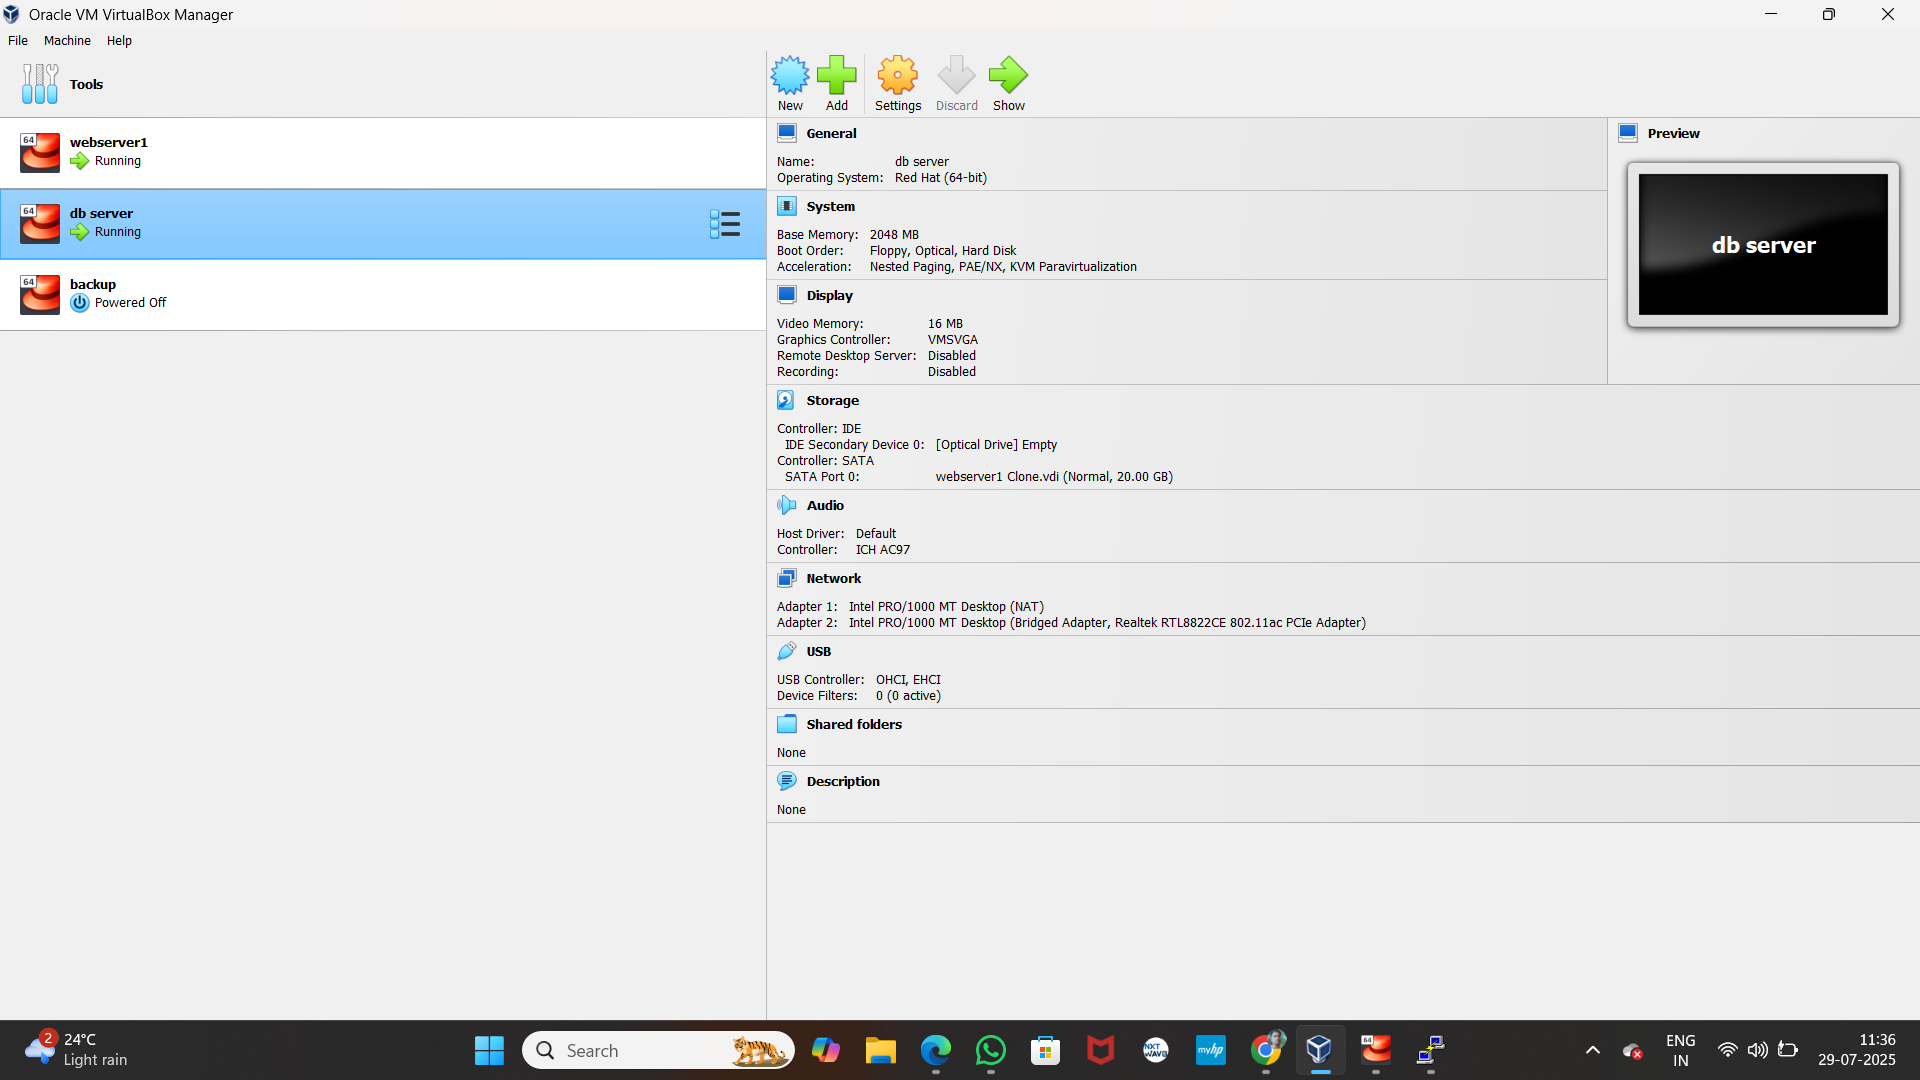 Oracle VM VirtualBox Manager
File Machine Help
Tools
64 webserver1
Running
64 db server
Running
64 backup
Powered Off
New Add Settings Discard Show
General
Name: db server
Operating System: Red Hat (64-bit)
System
Base Memory: 2048 MB
Boot Order: Floppy, Optical, Hard Disk
Acceleration: Nested Paging, PAE/NX, KVM Paravirtualization
Display
Video Memory: 16 MB
Graphics Controller: VMSVGA
Remote Desktop Server: Disabled
Recording: Disabled
Preview
db server
Storage
Controller: IDE
IDE Secondary Device 0: [Optical Drive] Empty
Controller: SATA
SATA Port 0: webserver1 Clone.vdi (Normal, 20.00 GB)
Audio
Host Driver: Default
Controller: ICH AC97
Network
Adapter 1: Intel PRO/1000 MT Desktop (NAT)
Adapter 2: Intel PRO/1000 MT Desktop (Bridged Adapter, Realtek RTL8822CE 802.11ac PCIe Adapter)
USB
USB Controller: OHCI, EHCI
Device Filters: 0 (0 active)
Shared folders
None
Description
None
2 24°C
Light rain
Search
NXT WAVE
myhp
64
ENG
IN
11:36
29-07-2025